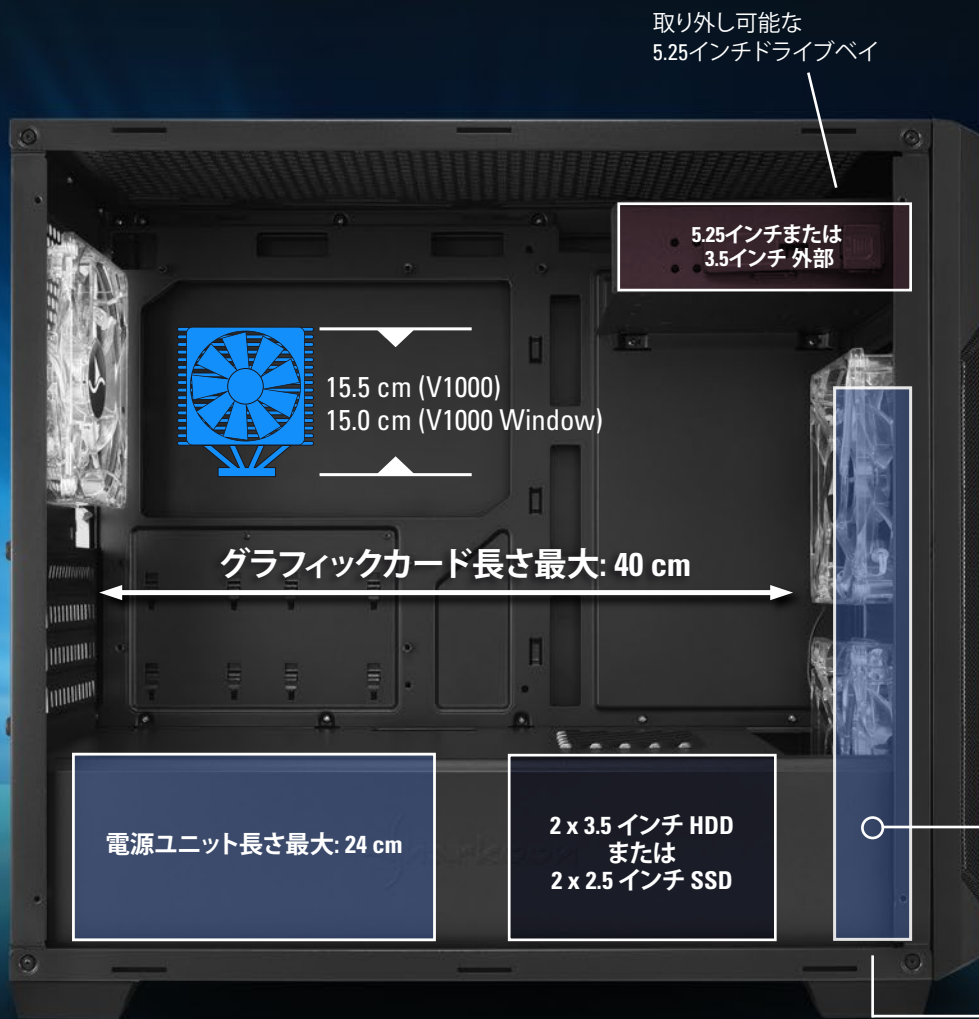 取り外し可能な
5.25インチドライブベイ
5.25インチまたは
3.5インチ 外部
15.5 cm (V1000)
15.0 cm (V1000 Window)
グラフィックカード長さ最大: 40 cm
電源ユニット長さ最大: 24 cm
2 x 3.5 インチ HDD
または
2 x 2.5 インチ SSD